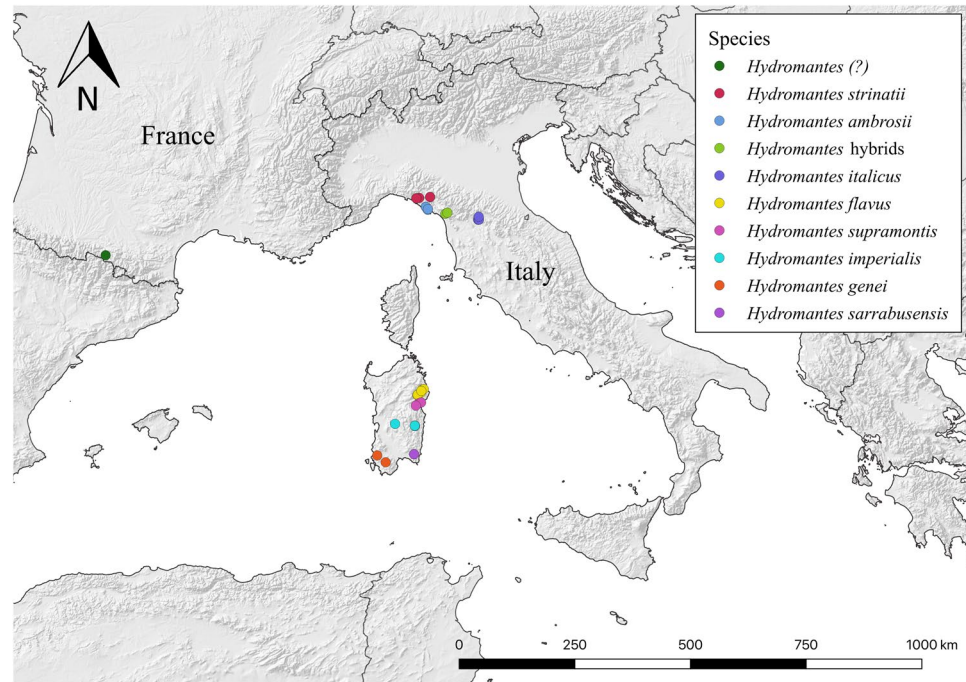 N
France
Italy
Species
Hydromantes (?)
Hydromantes strinatii
Hydromantes ambrosii
Hydromantes hybrids
Hydromantes italicus
Hydromantes flavus
Hydromantes supramontis
Hydromantes imperialis
Hydromantes genei
Hydromantes sarrabusensis
0 250 500 750 1000 km